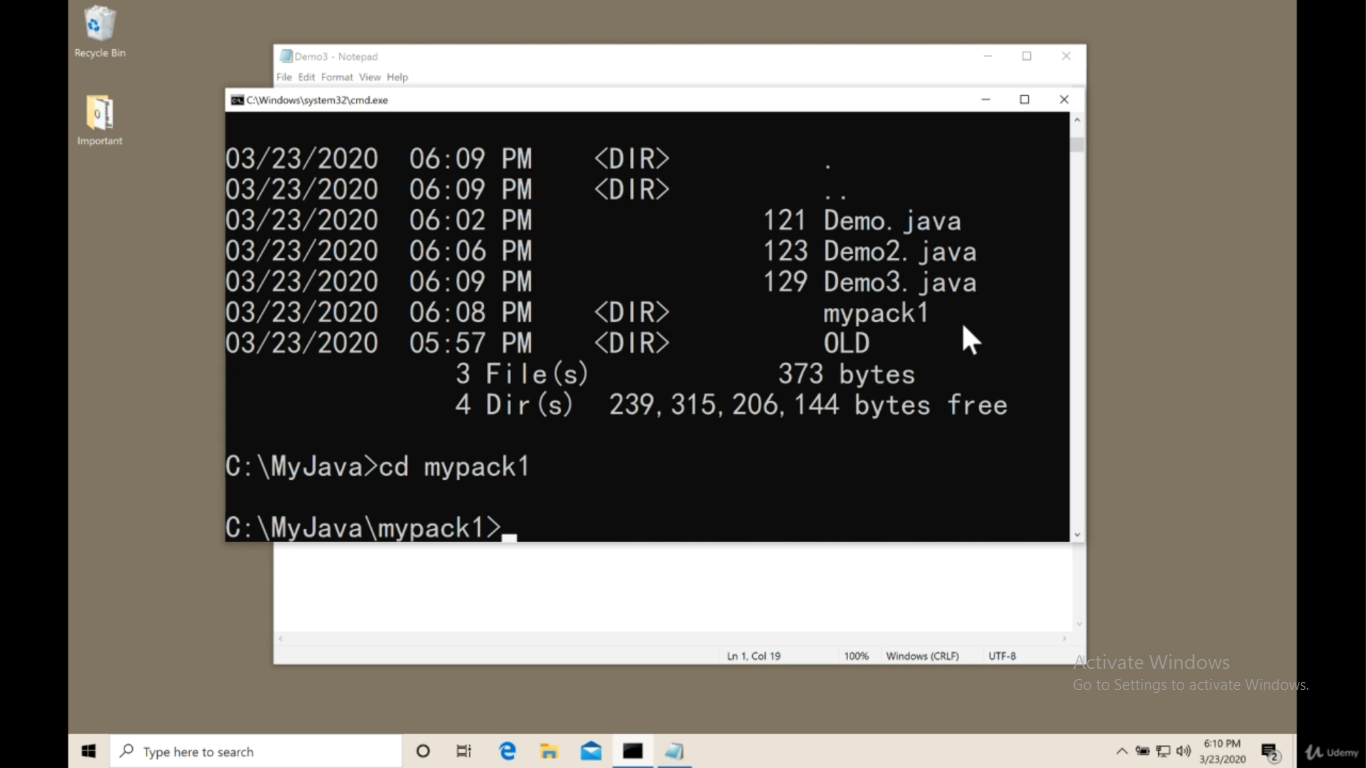 Recycle Bin
Important
Demo3 - Notepad
File Edit Format View Help
C:\Windows\system32\cmd.exe
03/23/2020 06:09 PM <DIR> .
03/23/2020 06:09 PM <DIR> ..
03/23/2020 06:02 PM 121 Demo.java
03/23/2020 06:06 PM 123 Demo2.java
03/23/2020 06:09 PM 129 Demo3.java
03/23/2020 06:08 PM <DIR> mypack1
03/23/2020 05:57 PM <DIR> OLD
3 File(s) 373 bytes
4 Dir(s) 239,315,206,144 bytes free
C:\MyJava>cd mypack1
C:\MyJava\mypack1>
Ln 1, Col 19 100% Windows (CRLF) UTF-8
Activate Windows
Go to Settings to activate Windows.
Type here to search
6:10 PM
3/23/2020
2
Udemy